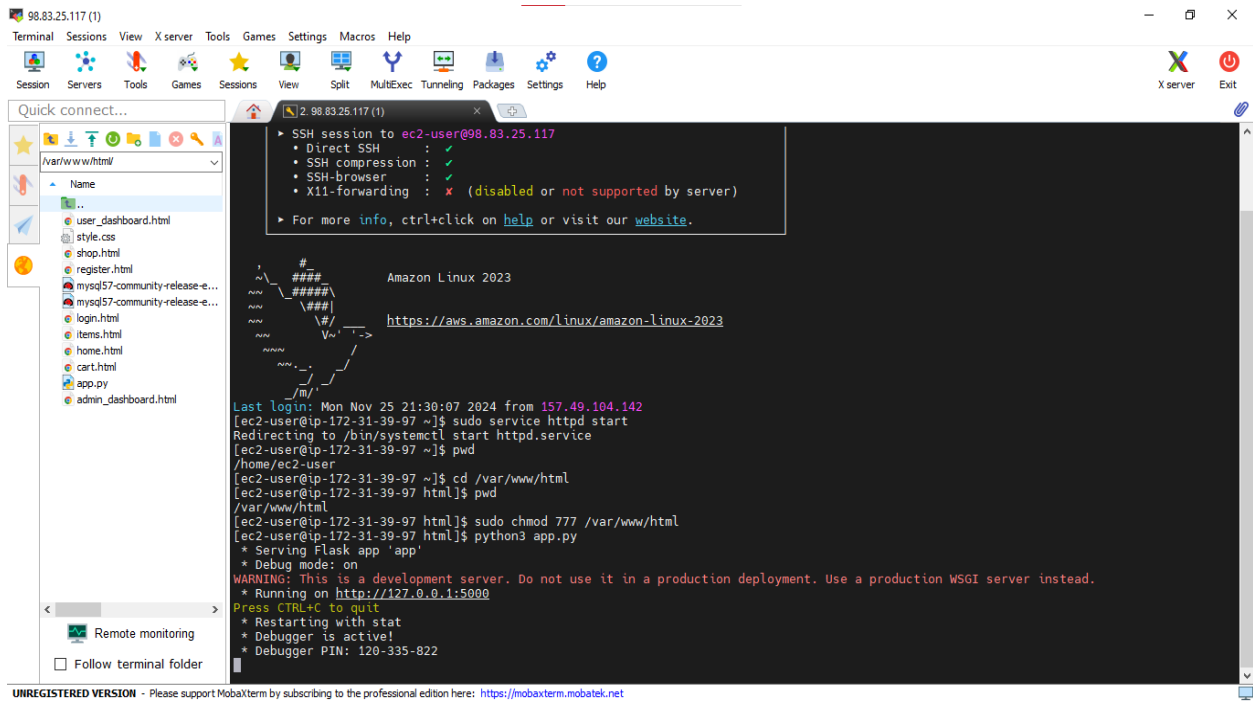 98.83.25.117 (1)
Terminal Sessions View X server Tools Games Settings Macros Help
Session Servers Tools Games Sessions View Split MultiExec Tunneling Packages Settings Help X server Exit
Quick connect...
2. 98.83.25.117 (1)
/var/www/html/
Name
..
user_dashboard.html
style.css
shop.html
register.html
mysql57-community-release-e...
mysql57-community-release-e...
login.html
items.html
home.html
cart.html
app.py
admin_dashboard.html
Remote monitoring
Follow terminal folder
► SSH session to ec2-user@98.83.25.117
• Direct SSH : ✔
• SSH compression : ✔
• SSH-browser : ✔
• X11-forwarding : ✘ (disabled or not supported by server)
► For more info, ctrl+click on help or visit our website.
, #_
~\_ ####_ Amazon Linux 2023
~~ \_#####\
~~ \###|
~~ \#/ ___ https://aws.amazon.com/linux/amazon-linux-2023
~~ V~' '->
~~~ /
~~._. _/
_/ _/
_/m/'
Last login: Mon Nov 25 21:30:07 2024 from 157.49.104.142
[ec2-user@ip-172-31-39-97 ~]$ sudo service httpd start
Redirecting to /bin/systemctl start httpd.service
[ec2-user@ip-172-31-39-97 ~]$ pwd
/home/ec2-user
[ec2-user@ip-172-31-39-97 ~]$ cd /var/www/html
[ec2-user@ip-172-31-39-97 html]$ pwd
/var/www/html
[ec2-user@ip-172-31-39-97 html]$ sudo chmod 777 /var/www/html
[ec2-user@ip-172-31-39-97 html]$ python3 app.py
* Serving Flask app 'app'
* Debug mode: on
WARNING: This is a development server. Do not use it in a production deployment. Use a production WSGI server instead.
* Running on http://127.0.0.1:5000
Press CTRL+C to quit
* Restarting with stat
* Debugger is active!
* Debugger PIN: 120-335-822
UNREGISTERED VERSION - Please support MobaXterm by subscribing to the professional edition here: https://mobaxterm.mobatek.net